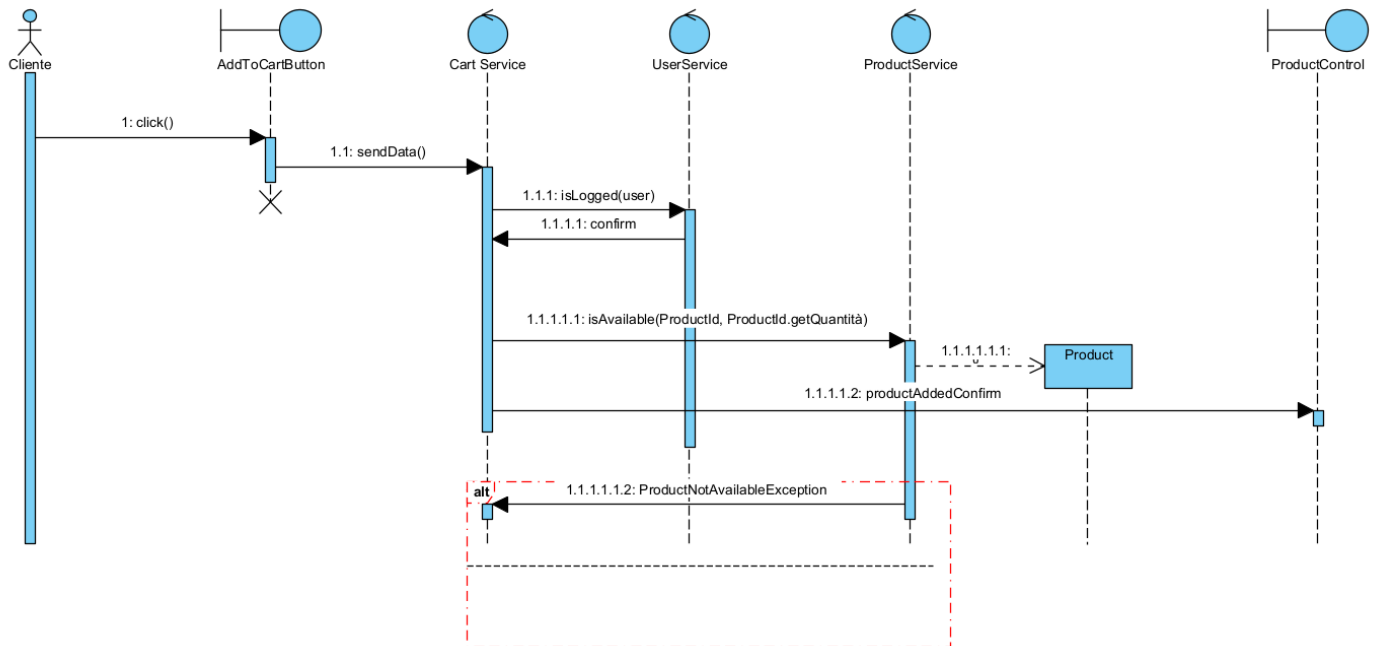 Cliente
AddToCartButton
Cart Service
UserService
ProductService
ProductControl
1: click()
1.1: sendData()
1.1.1: isLogged(user)
1.1.1.1: confirm
1.1.1.1.1: isAvailable(ProductId, ProductId.getQuantità)
1.1.1.1.1.1:
Product
1.1.1.1.2: productAddedConfirm
alt
1.1.1.1.1.2: ProductNotAvailableException